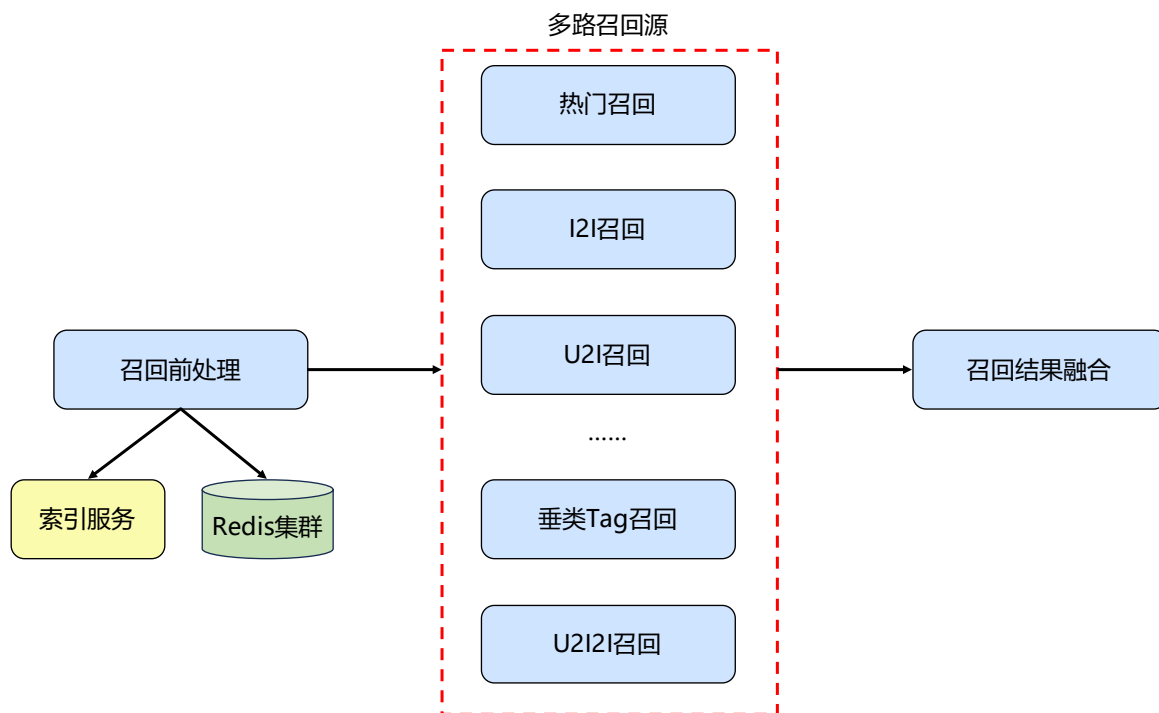 多路召回源
热门召回
I2I召回
U2I召回
召回前处理
召回结果融合
……
索引服务
Redis集群
垂类Tag召回
U2I2I召回